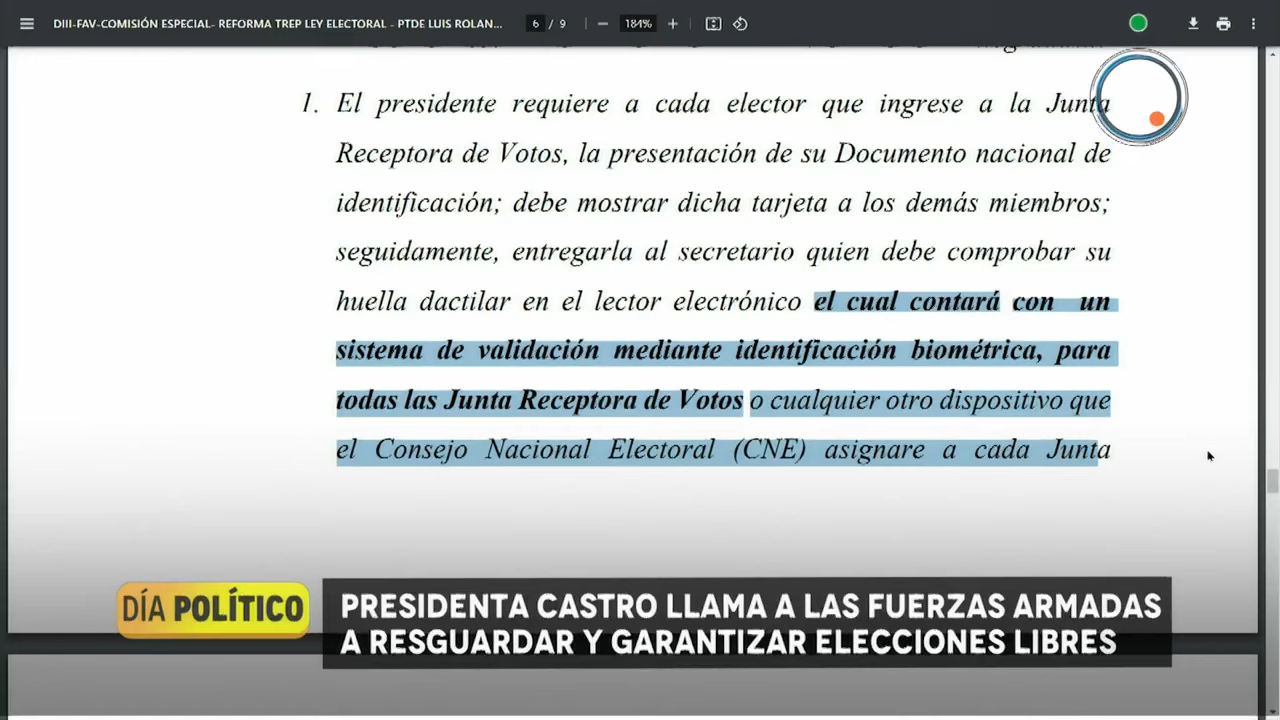 DIII-FAV-COMISIÓN ESPECIAL- REFORMA TREP LEY ELECTORAL - PTDE LUIS ROLAN...
6 / 9
184%
1. El presidente requiere a cada elector que ingrese a la Junta
Receptora de Votos, la presentación de su Documento nacional de
identificación; debe mostrar dicha tarjeta a los demás miembros;
seguidamente, entregarla al secretario quien debe comprobar su
huella dactilar en el lector electrónico el cual contará con un
sistema de validación mediante identificación biométrica, para
todas las Junta Receptora de Votos o cualquier otro dispositivo que
el Consejo Nacional Electoral (CNE) asignare a cada Junta
DÍA POLÍTICO
PRESIDENTA CASTRO LLAMA A LAS FUERZAS ARMADAS
A RESGUARDAR Y GARANTIZAR ELECCIONES LIBRES